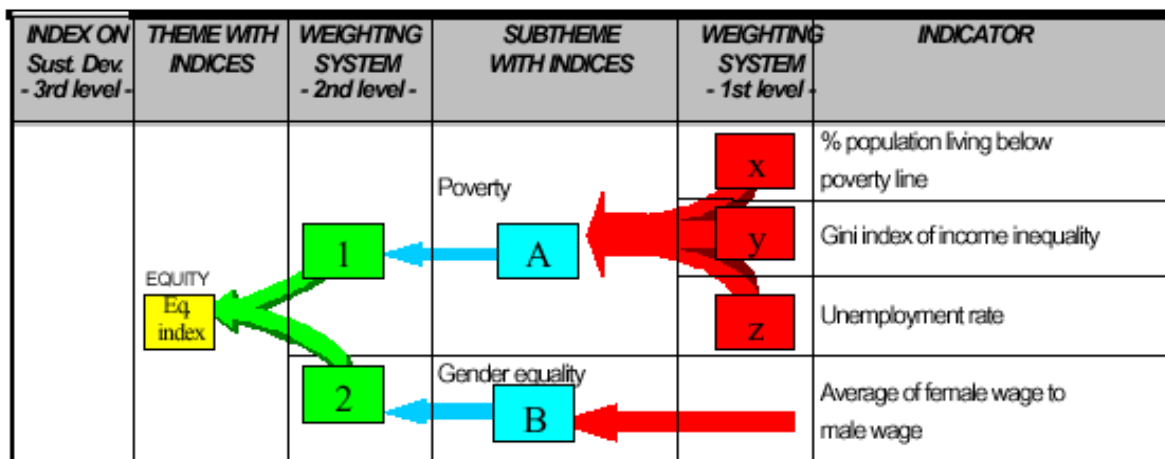 INDEX ON
Sust. Dev.
- 3rd level -
THEME WITH
INDICES
WEIGHTING
SYSTEM
- 2nd level -
SUBTHEME
WITH INDICES
WEIGHTING
SYSTEM
- 1st level -
INDICATOR
EQUITY
Eq.
index
1
2
Poverty
A
Gender equality
B
x
y
z
% population living below
poverty line
Gini index of income inequality
Unemployment rate
Average of female wage to
male wage